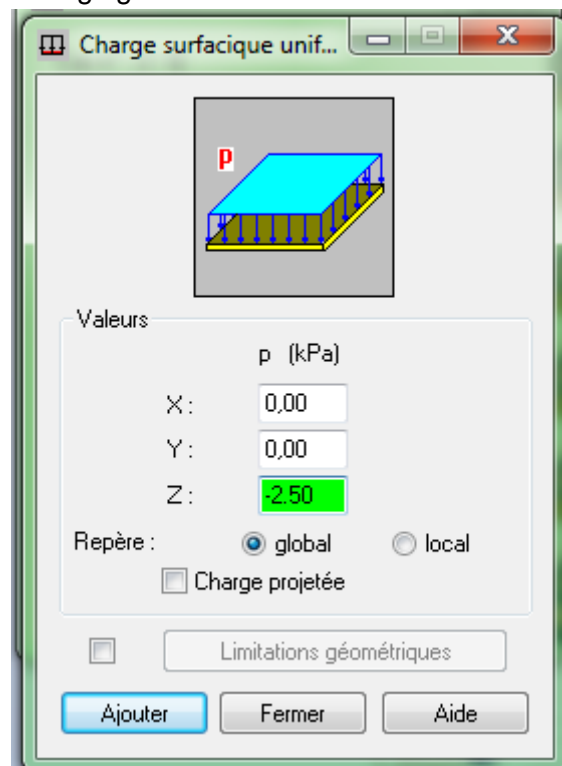 Charge surfacique unif...
p
Valeurs
p (kPa)
X : 0,00
Y : 0,00
Z : -2.50
Repère : global local
Charge projetée
Limitations géométriques
Ajouter Fermer Aide